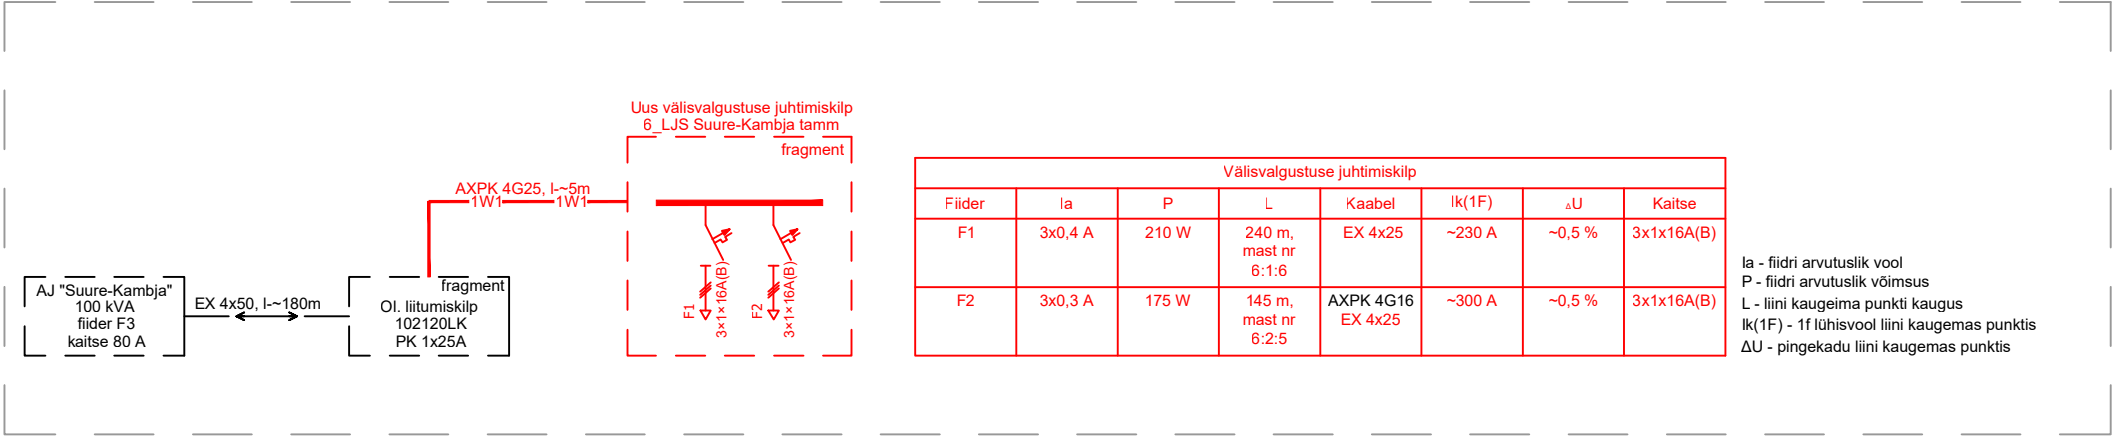 Uus välisvalgustuse juhtimiskilp
6_LJS Suure-Kambja tamm
fragment
AXPK 4G25, l-~5m
1W1 1W1
F1
3×1×16A(B)
F2
3×1×16A(B)
AJ "Suure-Kambja"
100 kVA
fiider F3
kaitse 80 A
EX 4x50, l-~180m
fragment
Ol. liitumiskilp
102120LK
PK 1x25A
Välisvalgustuse juhtimiskilp
Fiider Ia P L Kaabel Ik(1F) ΔU Kaitse
F1 3x0,4 A 210 W 240 m, EX 4x25 ~230 A ~0,5 % 3x1x16A(B)
mast nr
6:1:6
F2 3x0,3 A 175 W 145 m, AXPK 4G16 ~300 A ~0,5 % 3x1x16A(B)
mast nr EX 4x25
6:2:5
Ia - fiidri arvutuslik vool
P - fiidri arvutuslik võimsus
L - liini kaugeima punkti kaugus
Ik(1F) - 1f lühisvool liini kaugemas punktis
ΔU - pingekadu liini kaugemas punktis